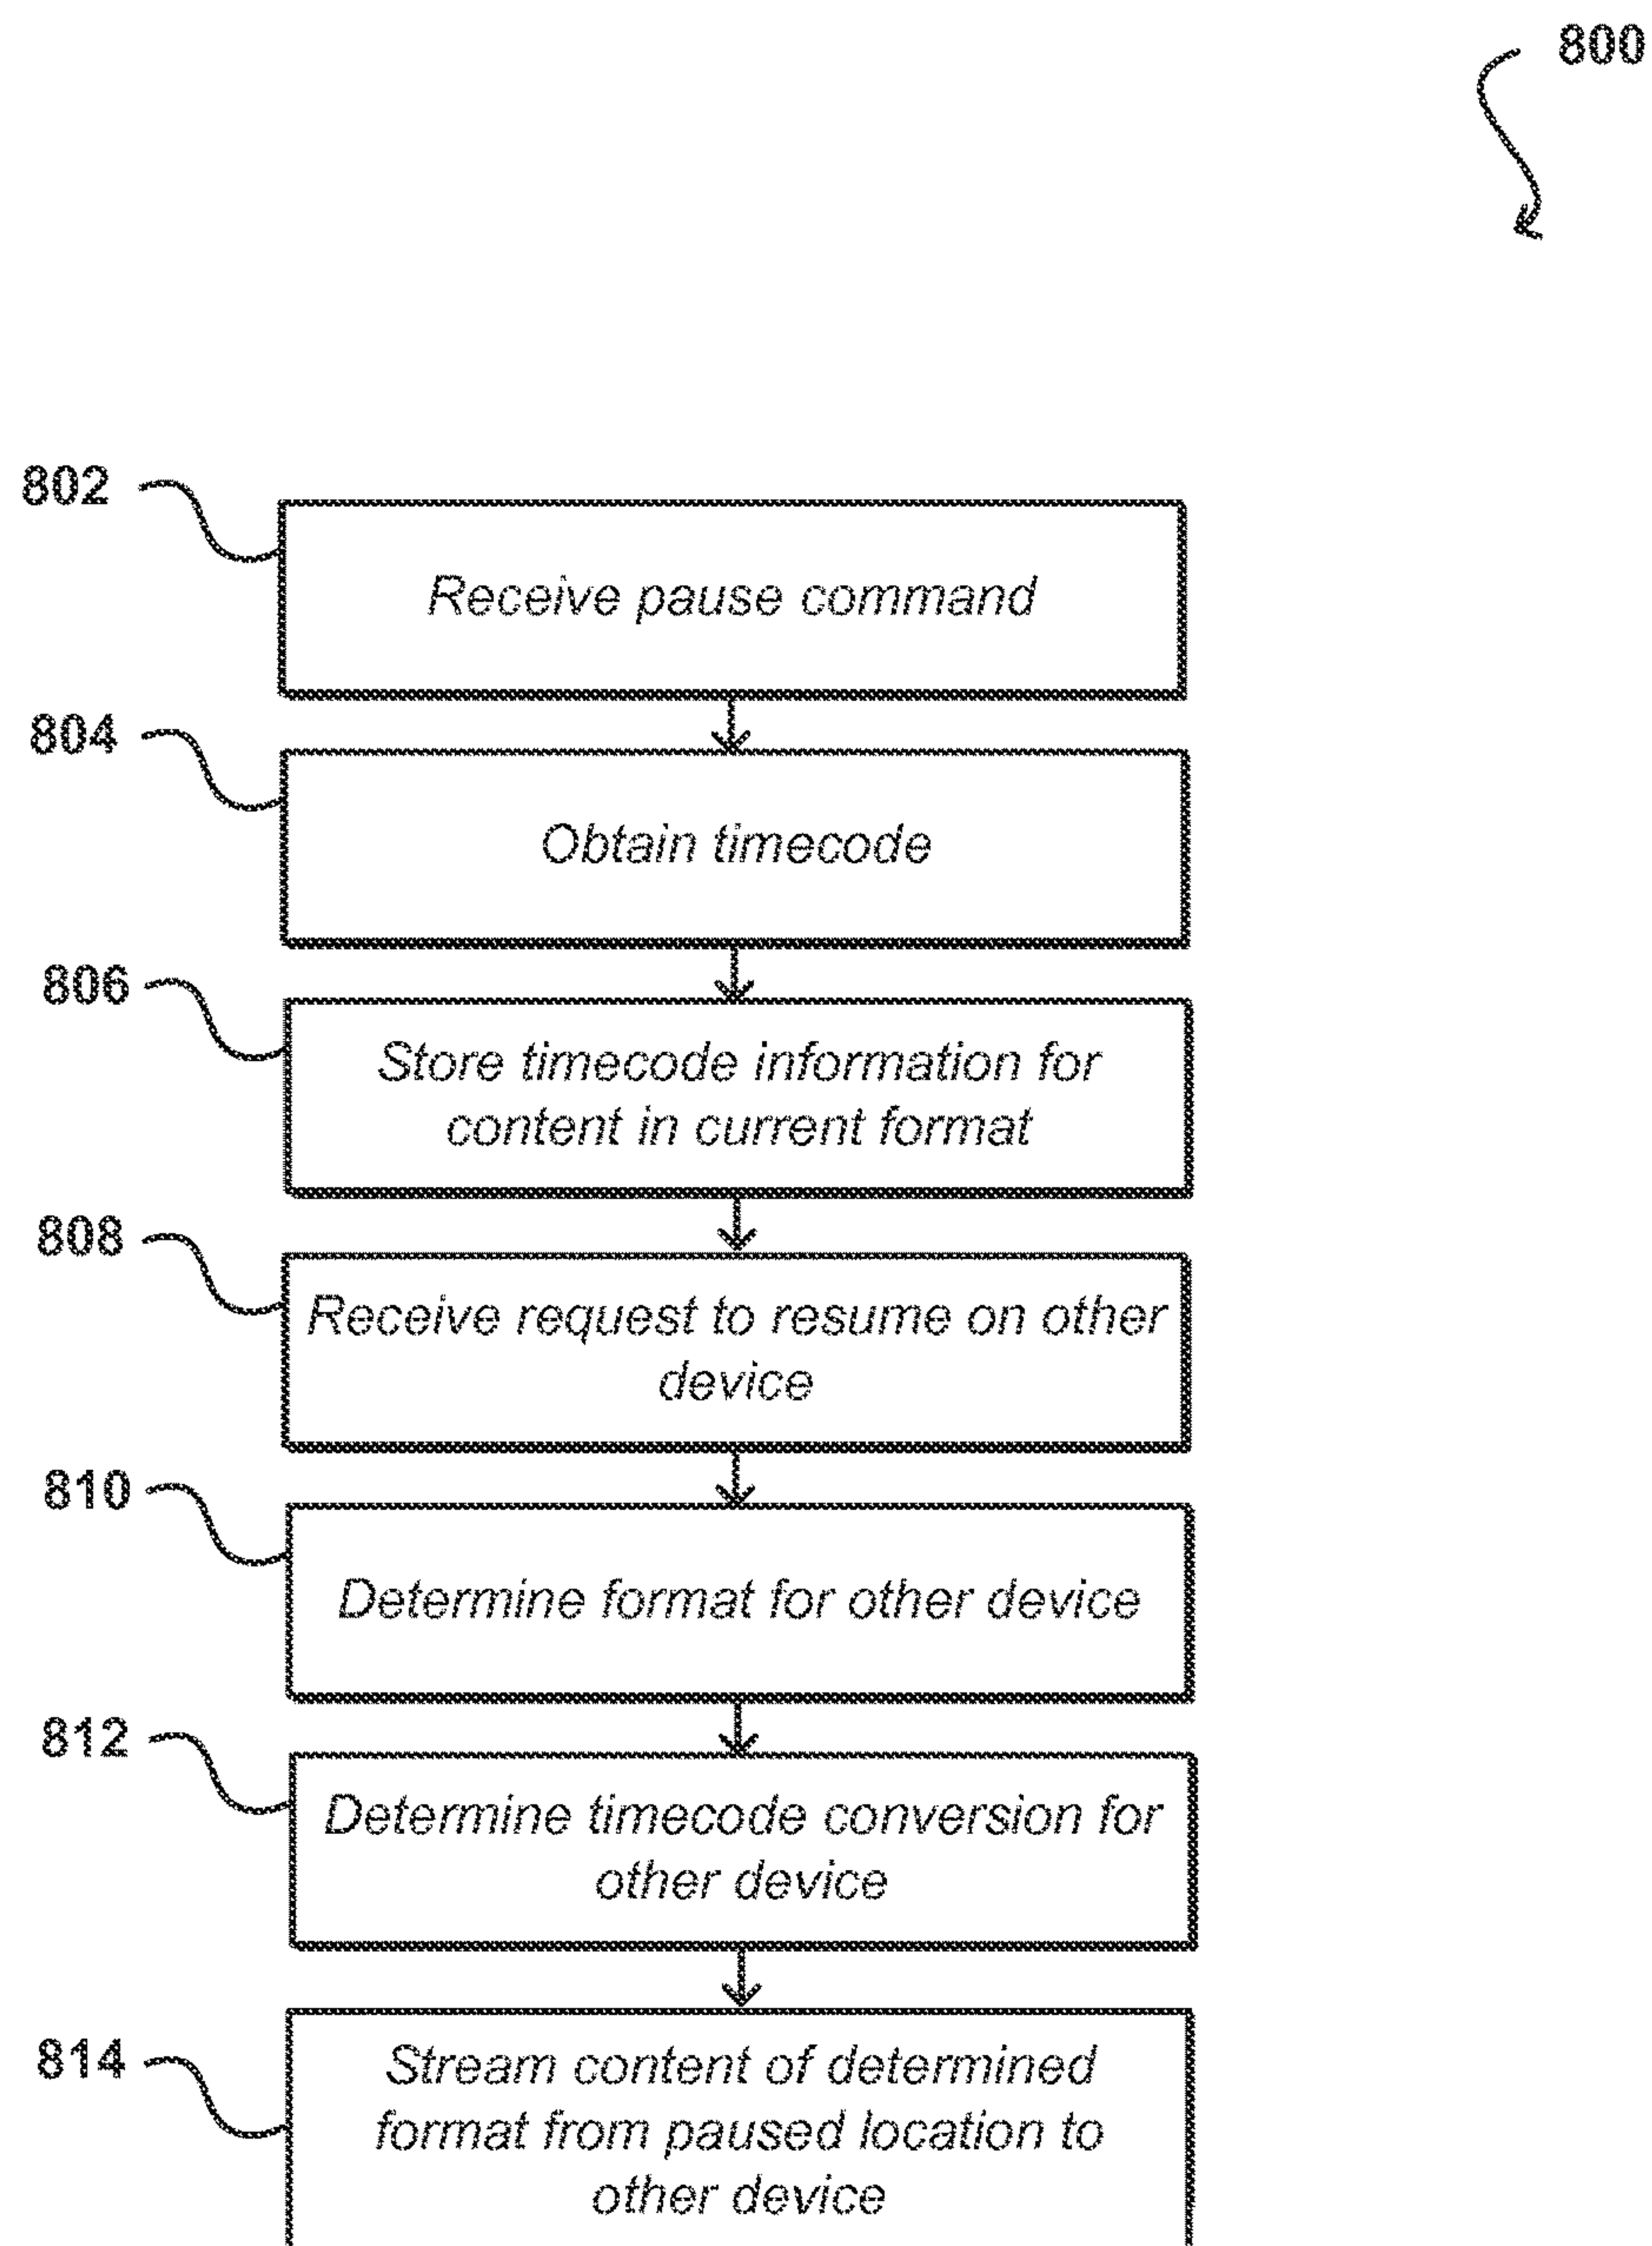 800
802
Receive pause command
804
Obtain timecode
806
Store timecode information for
content in current format
808
Receive request to resume on other
device
810
Determine format for other device
812
Determine timecode conversion for
other device
814
Stream content of determined
format from paused location to
other device